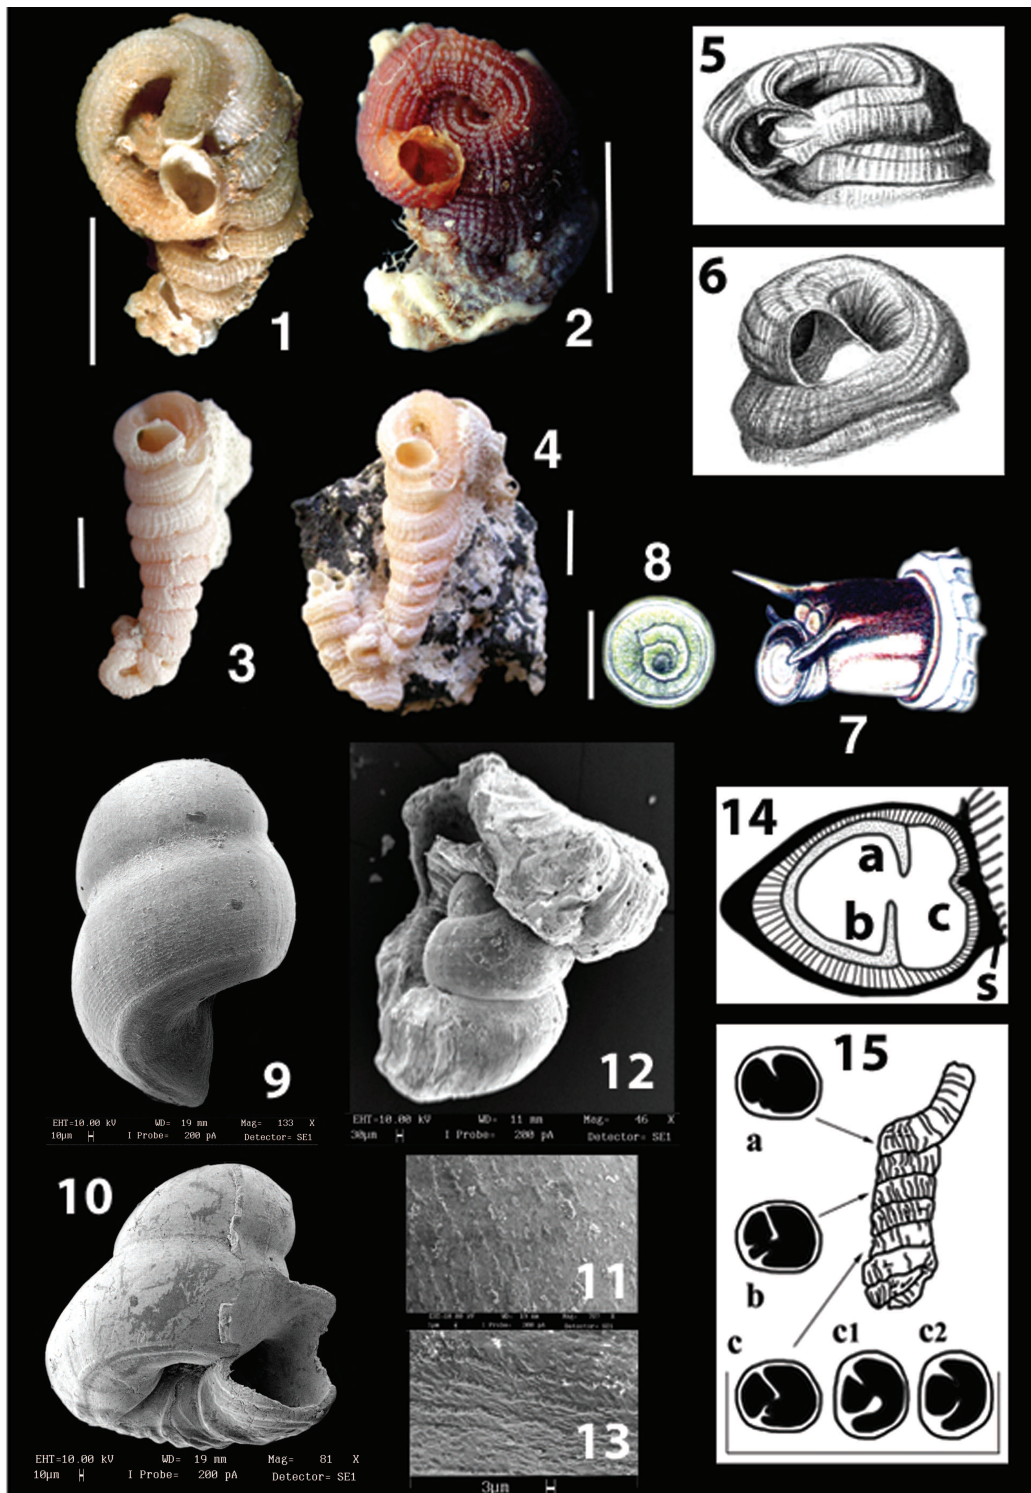 1
2
5
6
3
4
8
7
9
EHT=10.00 kV WD= 19 mm Mag= 133 X
10µm I Probe= 200 pA Detector= SE1
12
EHT=10.00 kV WD= 11 mm Mag= 46 X
30µm I Probe= 200 pA Detector= SE1
14
a
b
c
s
15
a
b
c
c1
c2
10
EHT=10.00 kV WD= 19 mm Mag= 81 X
10µm I Probe= 200 pA Detector= SE1
11
13
3µm